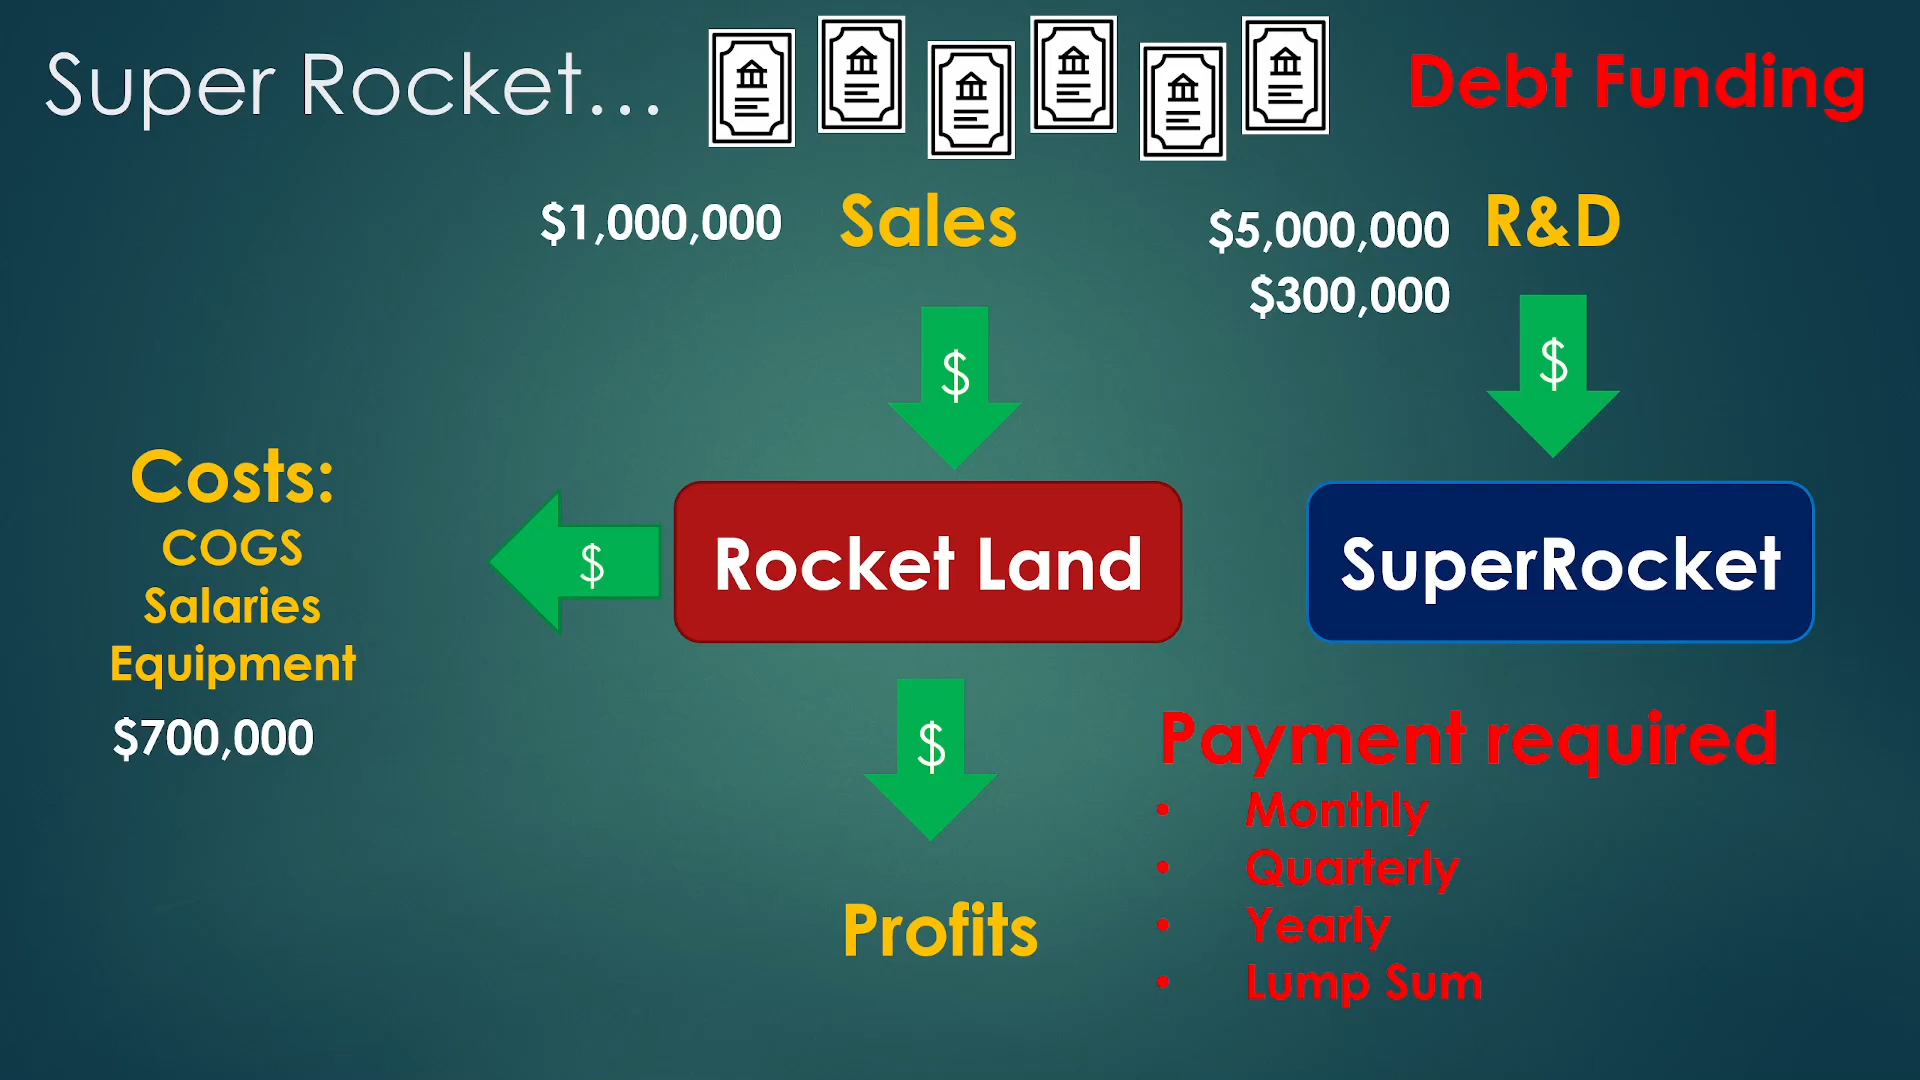 Super Rocket...
Debt Funding
$1,000,000
Sales
$5,000,000
R&D
$300,000
$
$
Costs:
COGS
Salaries
Equipment
$700,000
$
Rocket Land
SuperRocket
$
Profits
Payment required
• Monthly
• Quarterly
• Yearly
• Lump Sum